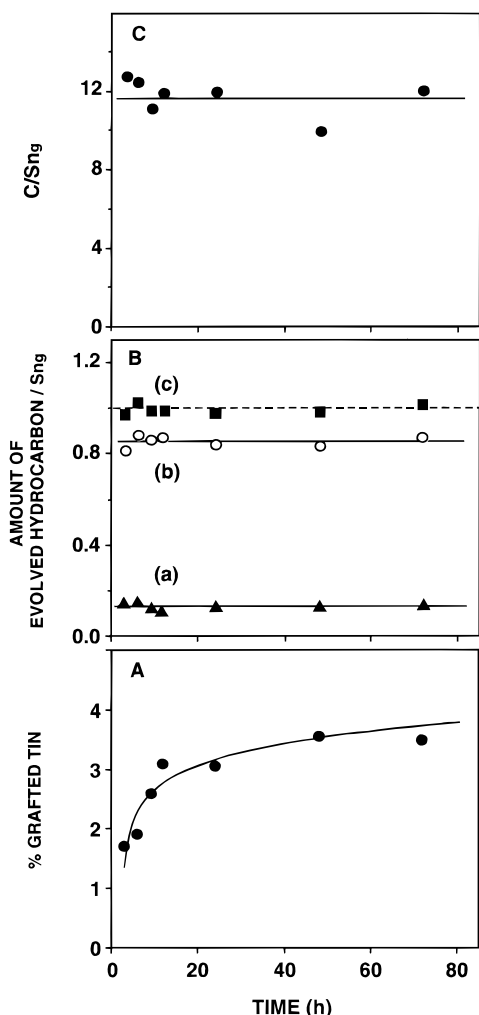 C
12
8
4
0
C/Sng
B
1.2
(c)
0.8
(b)
0.4
(a)
0.0
AMOUNT OF
EVOLVED HYDROCARBON / Sng
A
4
3
2
1
0
% GRAFTED TIN
0 20 40 60 80
TIME (h)